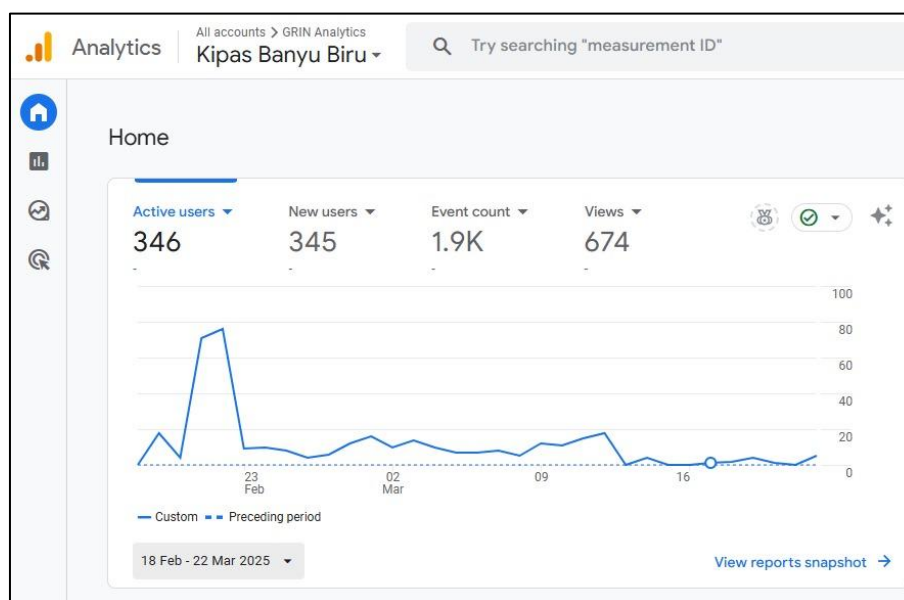 Analytics
All accounts > GRIN Analytics
Kipas Banyu Biru
Try searching "measurement ID"
Home
Active users
346
-
New users
345
-
Event count
1.9K
-
Views
674
-
100
80
60
40
20
0
23
Feb
02
Mar
09
16
Custom
Preceding period
18 Feb - 22 Mar 2025
View reports snapshot